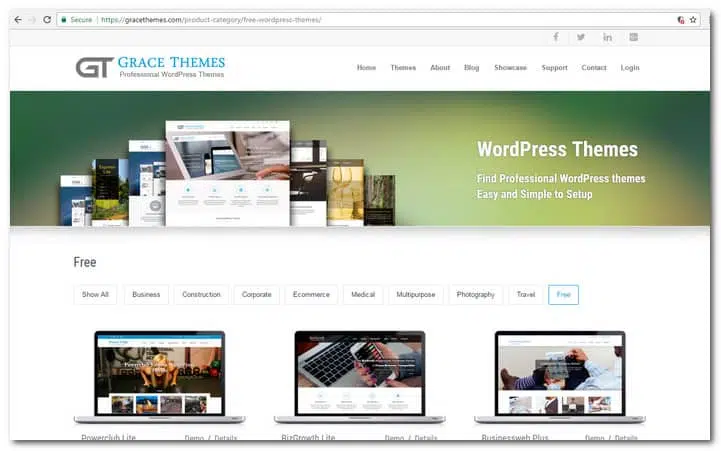 Secure https://gracethemes.com/product-category/free-wordpress-themes/
GT GRACE THEMES
Professional WordPress Themes
Home Themes About Blog Showcase Support Contact Login
WordPress Themes
Find Professional WordPress themes
Easy and Simple to Setup
Free
Show All Business Construction Corporate Ecommerce Medical Multipurpose Photography Travel Free
Powerclub Lite Demo / Details BizGrowth Lite Demo / Details Businessweb Plus Demo / Details